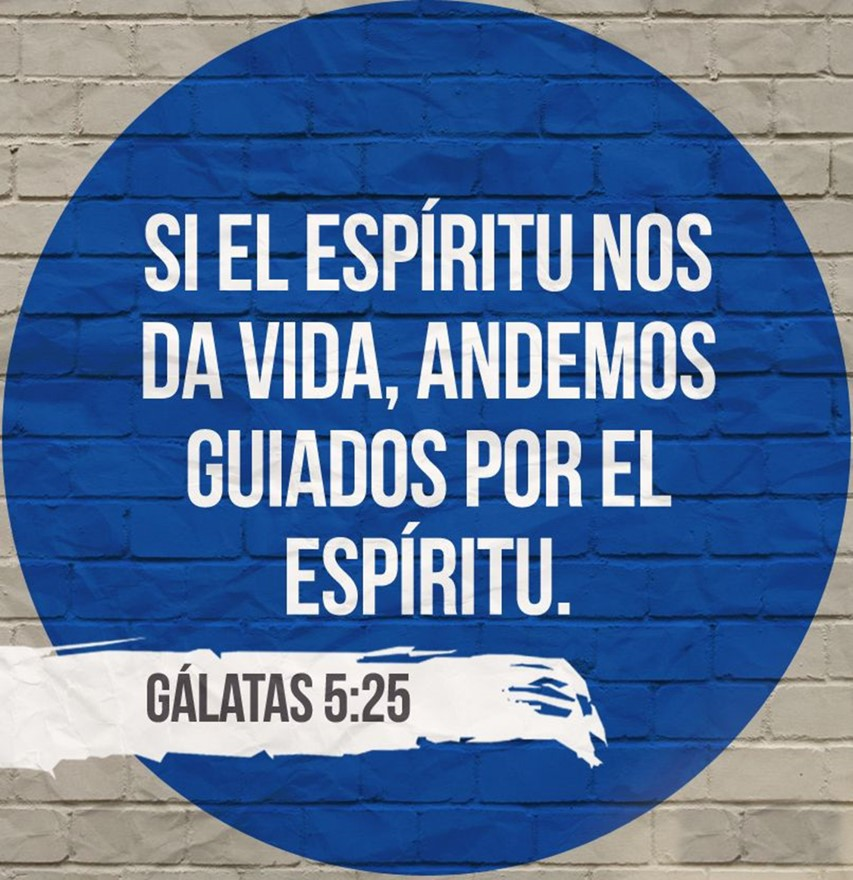 SI EL ESPÍRITU NOS
DA VIDA, ANDEMOS
GUIADOS POR EL
ESPÍRITU.
GÁLATAS 5:25